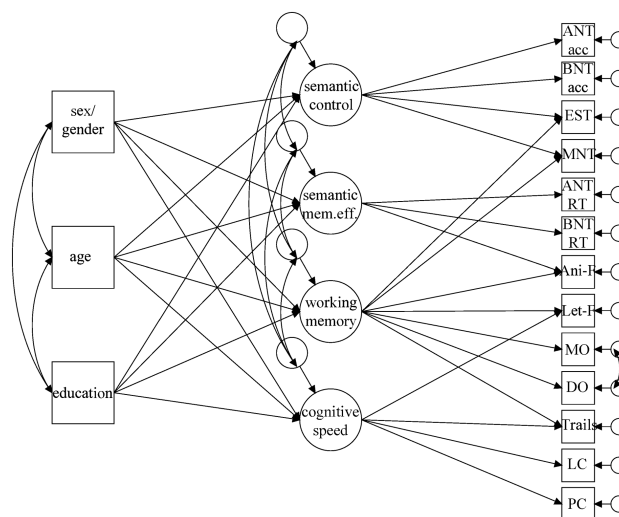 sex/
gender
age
education
semantic
control
semantic
mem.eff.
working
memory
cognitive
speed
ANT
acc
BNT
acc
EST
MNT
ANT
RT
BNT
RT
Ani-F
Let-F
MO
DO
Trails
LC
PC